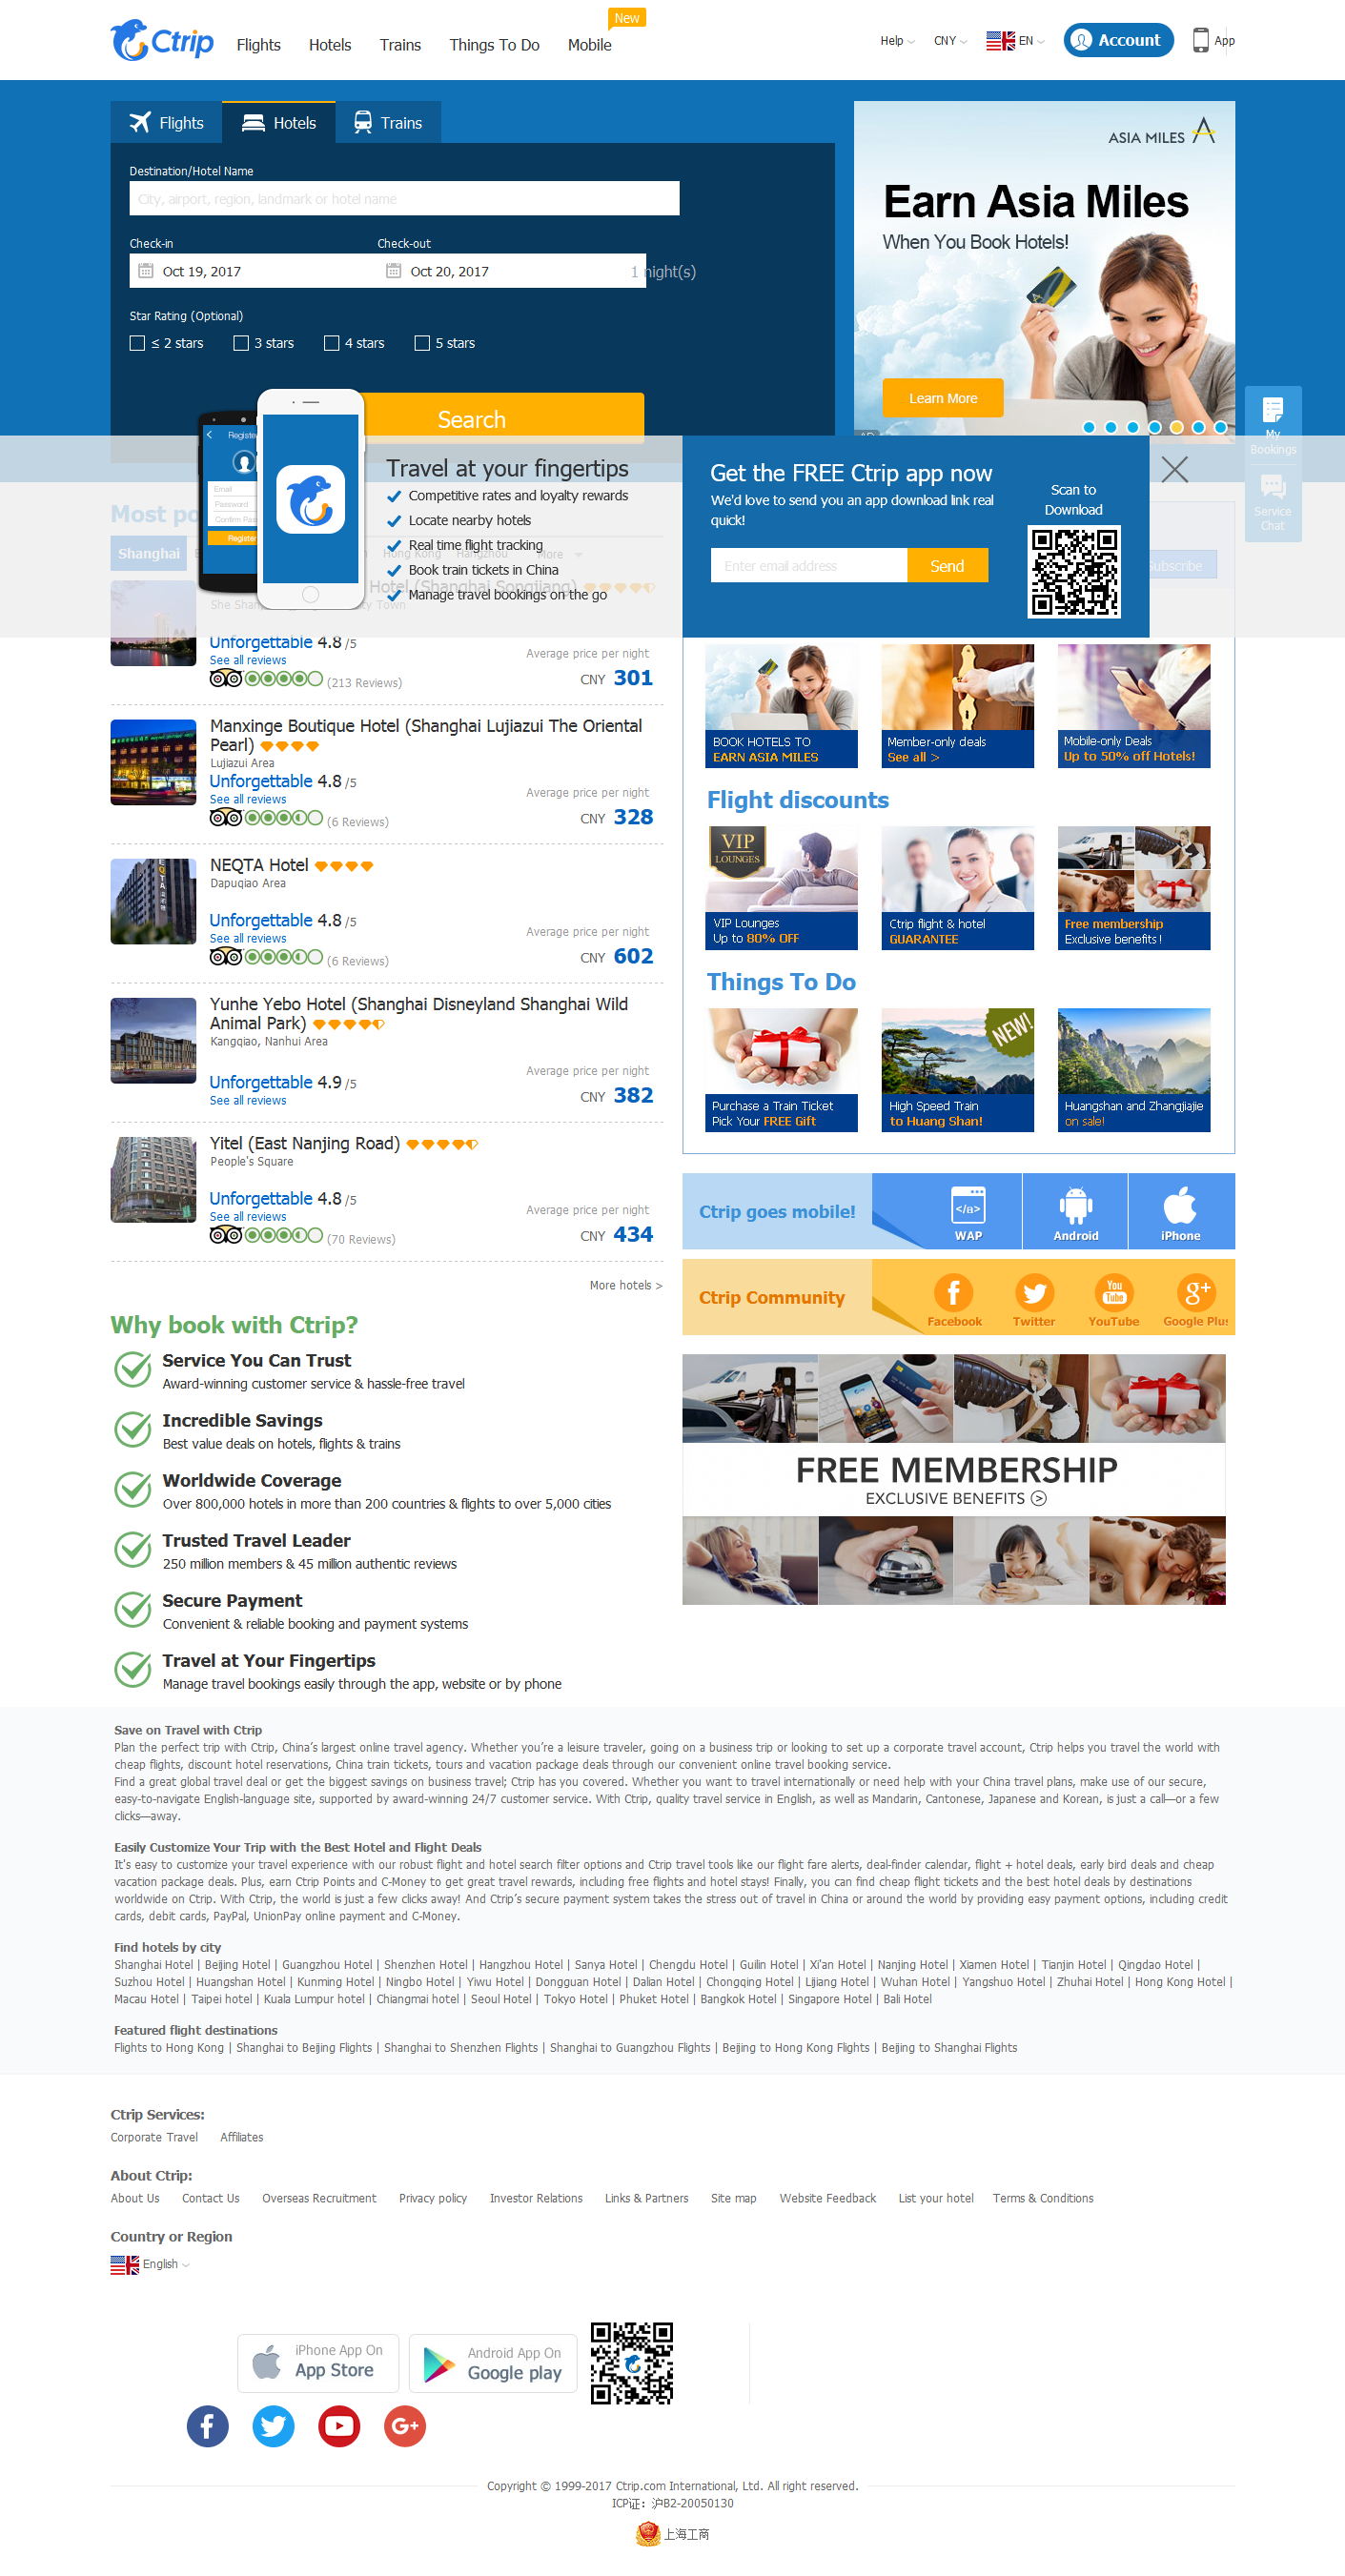 New
Ctrip
Flights
Hotels
Trains
Things To Do
Mobile
Help
CNY
EN
Account
App
Flights
Hotels
Trains
Destination/Hotel Name
City, airport, region, landmark or hotel name
Check-in
Check-out
Oct 19, 2017
Oct 20, 2017
1 night(s)
Star Rating (Optional)
≤ 2 stars
3 stars
4 stars
5 stars
Search
ASIA MILES
Earn Asia Miles
When You Book Hotels!
Learn More
My
Bookings
Service
Chat
Register
Email
Password
Register
Travel at your fingertips
Competitive rates and loyalty rewards
Locate nearby hotels
Real time flight tracking
Book train tickets in China
Manage travel bookings on the go
Get the FREE Ctrip app now
We'd love to send you an app download link real
quick!
Enter email address
Send
Scan to
Download
Most po
Shanghai
Hong Kong
Hangzhou
More
Subscribe
Hotel (Shanghai Songjiang)
Unforgettable 4.8 /5
See all reviews
(213 Reviews)
Average price per night
CNY 301
Manxinge Boutique Hotel (Shanghai Lujiazui The Oriental
Pearl)
Lujiazui Area
Unforgettable 4.8 /5
See all reviews
(6 Reviews)
Average price per night
CNY 328
NEQTA Hotel
Dapuqiao Area
Unforgettable 4.8 /5
See all reviews
(6 Reviews)
Average price per night
CNY 602
Yunhe Yebo Hotel (Shanghai Disneyland Shanghai Wild
Animal Park)
Kangqiao, Nanhui Area
Unforgettable 4.9 /5
See all reviews
Average price per night
CNY 382
Yitel (East Nanjing Road)
People's Square
Unforgettable 4.8 /5
See all reviews
(70 Reviews)
Average price per night
CNY 434
More hotels >
BOOK HOTELS TO
EARN ASIA MILES
Member-only deals
See all >
Mobile-only Deals
Up to 50% off Hotels!
Flight discounts
VIP
LOUNGES
VIP Lounges
Up to 80% OFF
Ctrip flight & hotel
GUARANTEE
Free membership
Exclusive benefits !
Things To Do
NEW!
Purchase a Train Ticket
Pick Your FREE Gift
High Speed Train
to Huang Shan!
Huangshan and Zhangjiajie
on sale!
Ctrip goes mobile!
</a>
WAP
Android
iPhone
Ctrip Community
Facebook
Twitter
You
Tube
YouTube
g+
Google Plus
FREE MEMBERSHIP
EXCLUSIVE BENEFITS >
Why book with Ctrip?
Service You Can Trust
Award-winning customer service & hassle-free travel
Incredible Savings
Best value deals on hotels, flights & trains
Worldwide Coverage
Over 800,000 hotels in more than 200 countries & flights to over 5,000 cities
Trusted Travel Leader
250 million members & 45 million authentic reviews
Secure Payment
Convenient & reliable booking and payment systems
Travel at Your Fingertips
Manage travel bookings easily through the app, website or by phone
Save on Travel with Ctrip
Plan the perfect trip with Ctrip, China’s largest online travel agency. Whether you’re a leisure traveler, going on a business trip or looking to set up a corporate travel account, Ctrip helps you travel the world with
cheap flights, discount hotel reservations, China train tickets, tours and vacation package deals through our convenient online travel booking service.
Find a great global travel deal or get the biggest savings on business travel; Ctrip has you covered. Whether you want to travel internationally or need help with your China travel plans, make use of our secure,
easy-to-navigate English-language site, supported by award-winning 24/7 customer service. With Ctrip, quality travel service in English, as well as Mandarin, Cantonese, Japanese and Korean, is just a call—or a few
clicks—away.
Easily Customize Your Trip with the Best Hotel and Flight Deals
It's easy to customize your travel experience with our robust flight and hotel search filter options and Ctrip travel tools like our flight fare alerts, deal-finder calendar, flight + hotel deals, early bird deals and cheap
vacation package deals. Plus, earn Ctrip Points and C-Money to get great travel rewards, including free flights and hotel stays! Finally, you can find cheap flight tickets and the best hotel deals by destinations
worldwide on Ctrip. With Ctrip, the world is just a few clicks away! And Ctrip’s secure payment system takes the stress out of travel in China or around the world by providing easy payment options, including credit
cards, debit cards, PayPal, UnionPay online payment and C-Money.
Find hotels by city
Shanghai Hotel | Beijing Hotel | Guangzhou Hotel | Shenzhen Hotel | Hangzhou Hotel | Sanya Hotel | Chengdu Hotel | Guilin Hotel | Xi'an Hotel | Nanjing Hotel | Xiamen Hotel | Tianjin Hotel | Qingdao Hotel |
Suzhou Hotel | Huangshan Hotel | Kunming Hotel | Ningbo Hotel | Yiwu Hotel | Dongguan Hotel | Dalian Hotel | Chongqing Hotel | Lijiang Hotel | Wuhan Hotel | Yangshuo Hotel | Zhuhai Hotel | Hong Kong Hotel |
Macau Hotel | Taipei hotel | Kuala Lumpur hotel | Chiangmai hotel | Seoul Hotel | Tokyo Hotel | Phuket Hotel | Bangkok Hotel | Singapore Hotel | Bali Hotel
Featured flight destinations
Flights to Hong Kong | Shanghai to Beijing Flights | Shanghai to Shenzhen Flights | Shanghai to Guangzhou Flights | Beijing to Hong Kong Flights | Beijing to Shanghai Flights
Ctrip Services:
Corporate Travel
Affiliates
About Ctrip:
About Us
Contact Us
Overseas Recruitment
Privacy policy
Investor Relations
Links & Partners
Site map
Website Feedback
List your hotel
Terms & Conditions
Country or Region
English
iPhone App On
App Store
Android App On
Google play
G+
Copyright © 1999-2017 Ctrip.com International, Ltd. All right reserved.
ICP证：沪B2-20050130
上海工商